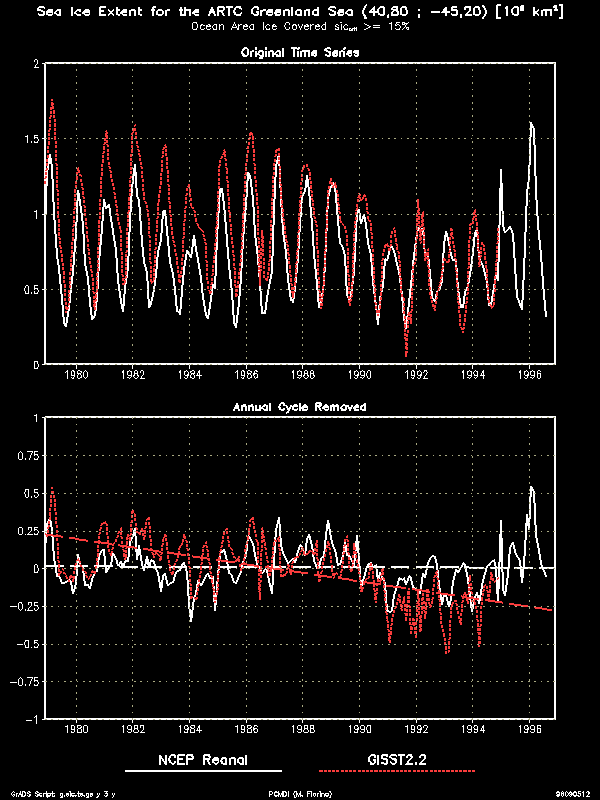 Sea Ice Extent for the ARTC Greenland Sea (40,80 ; −45,20) [10⁶ km²]
Ocean Area Ice Covered sic >= 15%
Original Time Series
2
1.5
1
0.5
0
1980 1982 1984 1986 1988 1990 1992 1994 1996
Annual Cycle Removed
1
0.75
0.5
0.25
0
−0.25
−0.5
−0.75
−1
1980 1982 1984 1986 1988 1990 1992 1994 1996
NCEP Reanal GISST2.2
GrADS Script: y 3 y PCMDI (M. Fiorino) 98090512